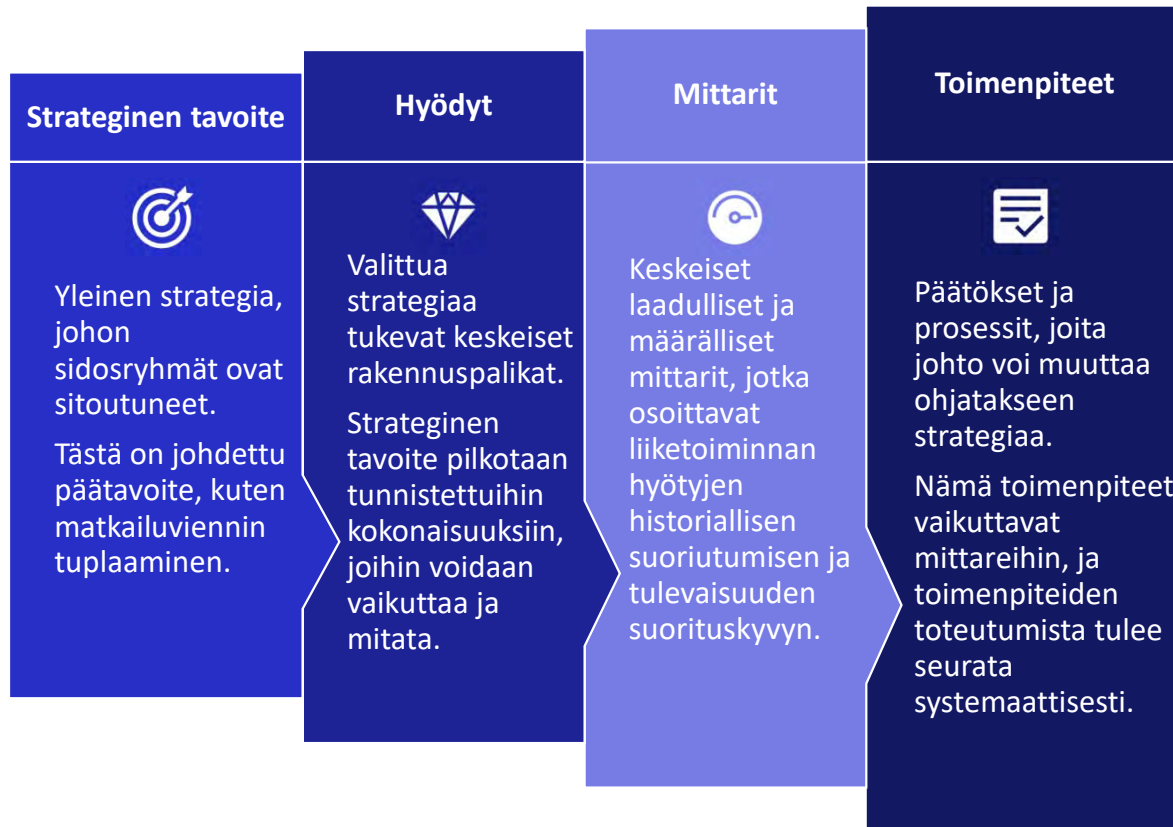 Strateginen tavoite
Yleinen strategia,
johon
sidosryhmät ovat
sitoutuneet.
Tästä on johdettu
päätavoite, kuten
matkailuviennin
tuplaaminen.
Hyödyt
Valittua
strategiaa
tukevat keskeiset
rakennuspalikat.
Strateginen
tavoite pilkotaan
tunnistettuihin
kokonaisuuksiin,
joihin voidaan
vaikuttaa ja
mitata.
Mittarit
Keskeiset
laadulliset ja
määrälliset
mittarit, jotka
osoittavat
liiketoiminnan
hyötyjen
historiallisen
suoriutumisen ja
tulevaisuuden
suorituskyvyn.
Toimenpiteet
Päätökset ja
prosessit, joita
johto voi muuttaa
ohjatakseen
strategiaa.
Nämä toimenpiteet
vaikuttavat
mittareihin, ja
toimenpiteiden
toteutumista tulee
seurata
systemaattisesti.